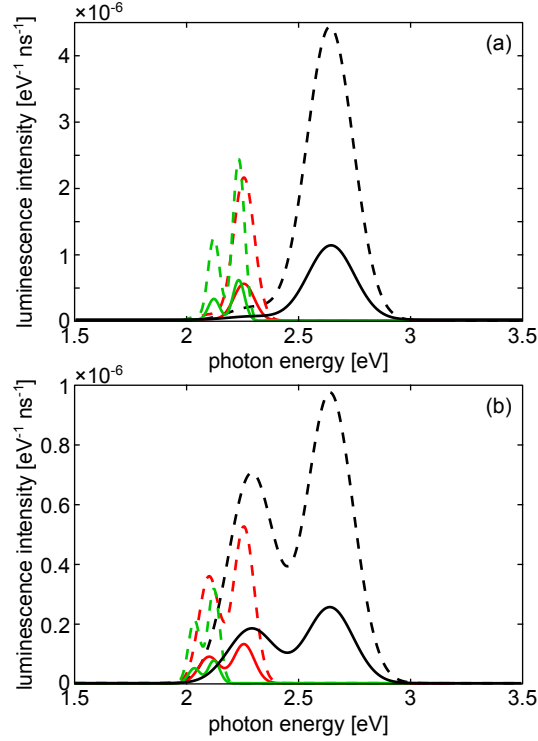 ×10⁻⁶
(a)
luminescence intensity [eV⁻¹ ns⁻¹]
4
3
2
1
0
1.5 2 2.5 3 3.5
photon energy [eV]
×10⁻⁶
(b)
luminescence intensity [eV⁻¹ ns⁻¹]
1
0.8
0.6
0.4
0.2
0
1.5 2 2.5 3 3.5
photon energy [eV]